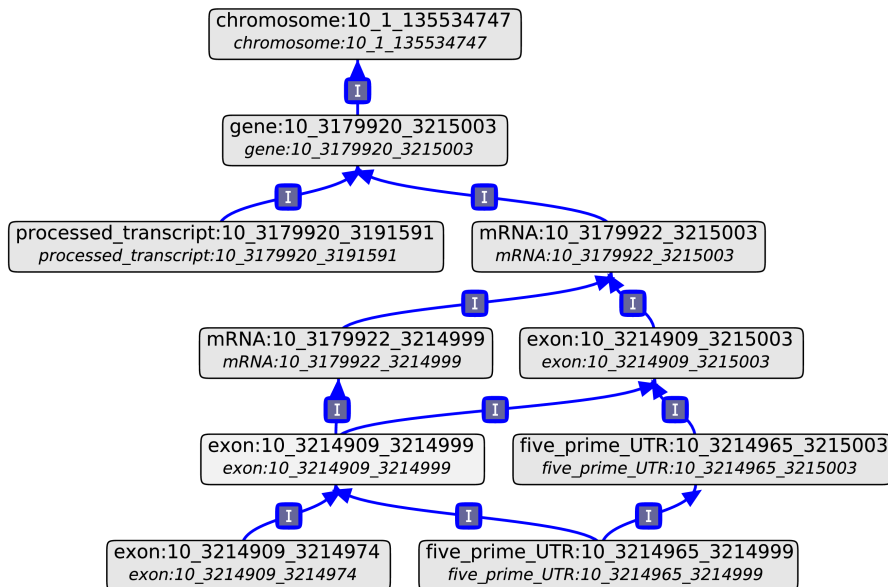 chromosome:10_1_135534747
chromosome:10_1_135534747
I
gene:10_3179920_3215003
gene:10_3179920_3215003
I
I
processed_transcript:10_3179920_3191591
processed_transcript:10_3179920_3191591
mRNA:10_3179922_3215003
mRNA:10_3179922_3215003
I
I
mRNA:10_3179922_3214999
mRNA:10_3179922_3214999
exon:10_3214909_3215003
exon:10_3214909_3215003
I
I
I
exon:10_3214909_3214999
exon:10_3214909_3214999
five_prime_UTR:10_3214965_3215003
five_prime_UTR:10_3214965_3215003
I
I
I
exon:10_3214909_3214974
exon:10_3214909_3214974
five_prime_UTR:10_3214965_3214999
five_prime_UTR:10_3214965_3214999